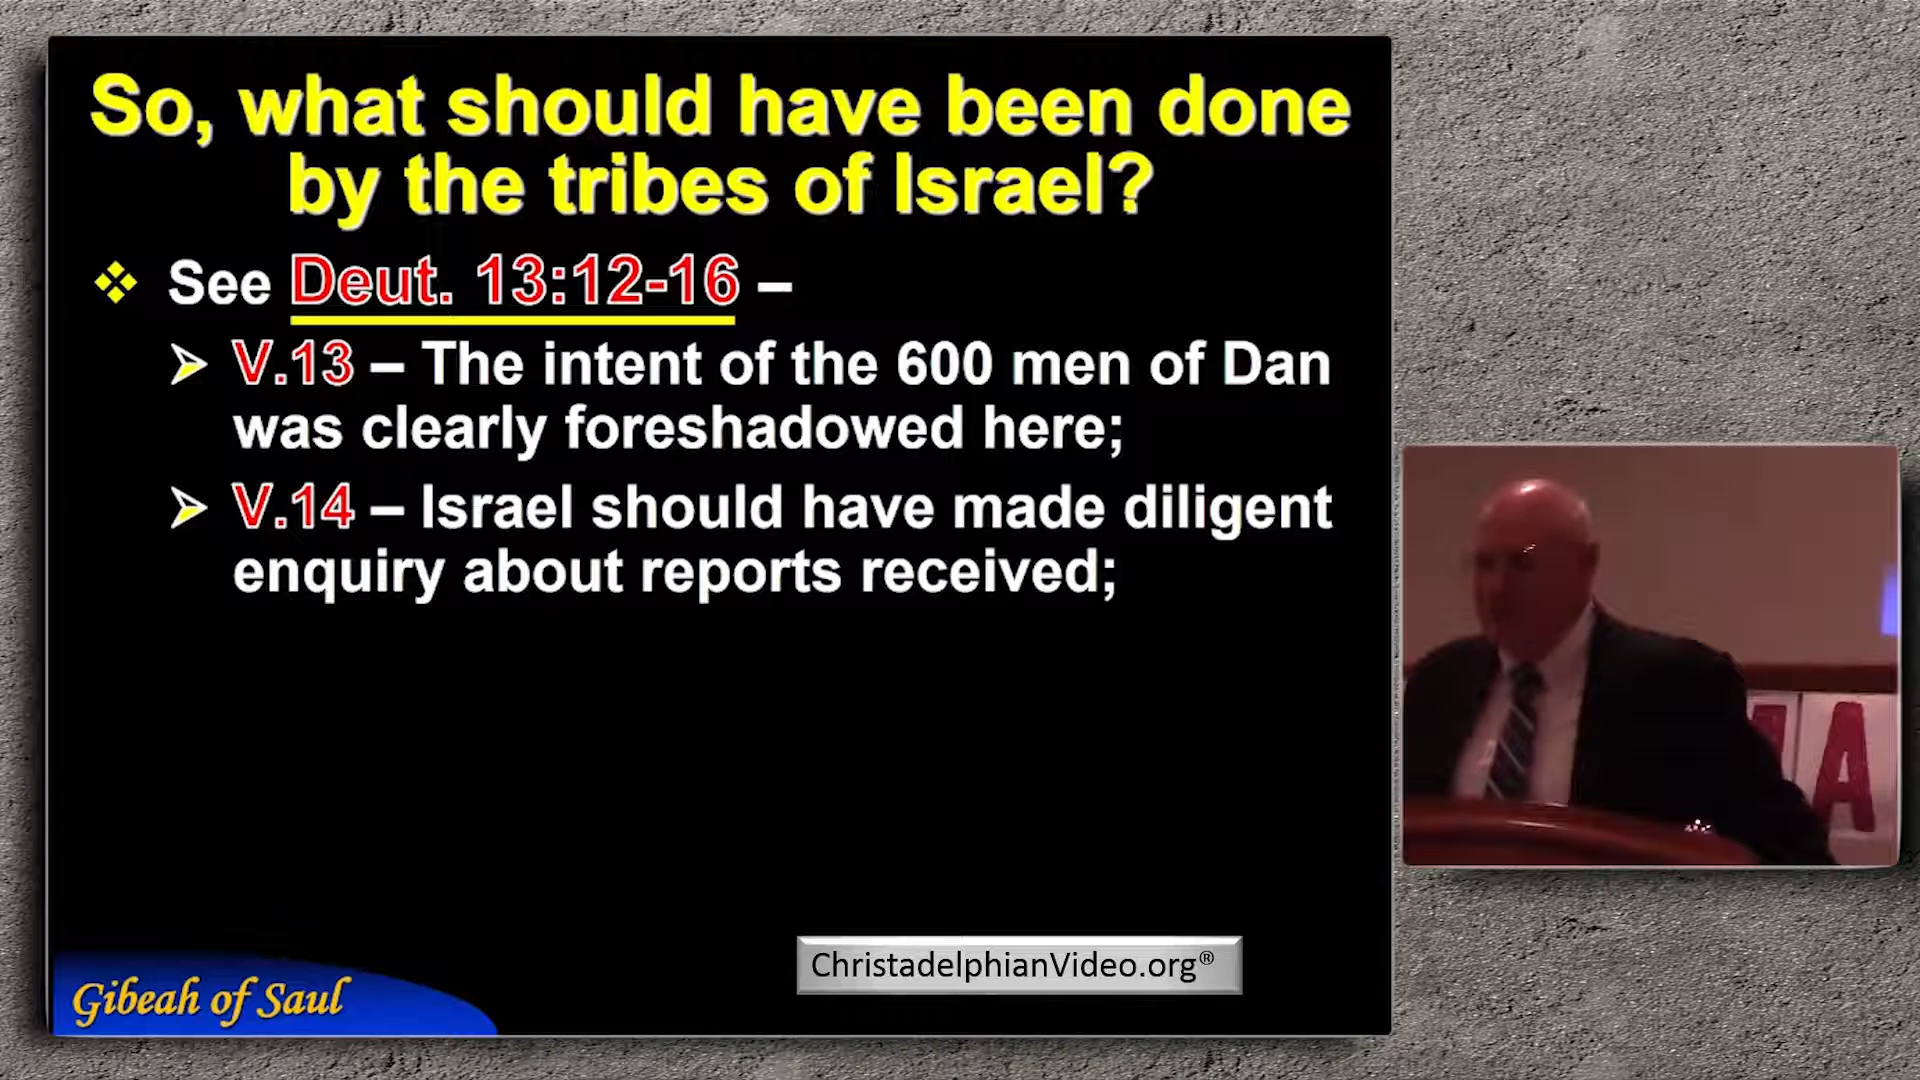 So, what should have been done
by the tribes of Israel?
See Deut. 13:12-16 –
V.13 – The intent of the 600 men of Dan
was clearly foreshadowed here;
V.14 – Israel should have made diligent
enquiry about reports received;
Gibeah of Saul
ChristadelphianVideo.org®
A